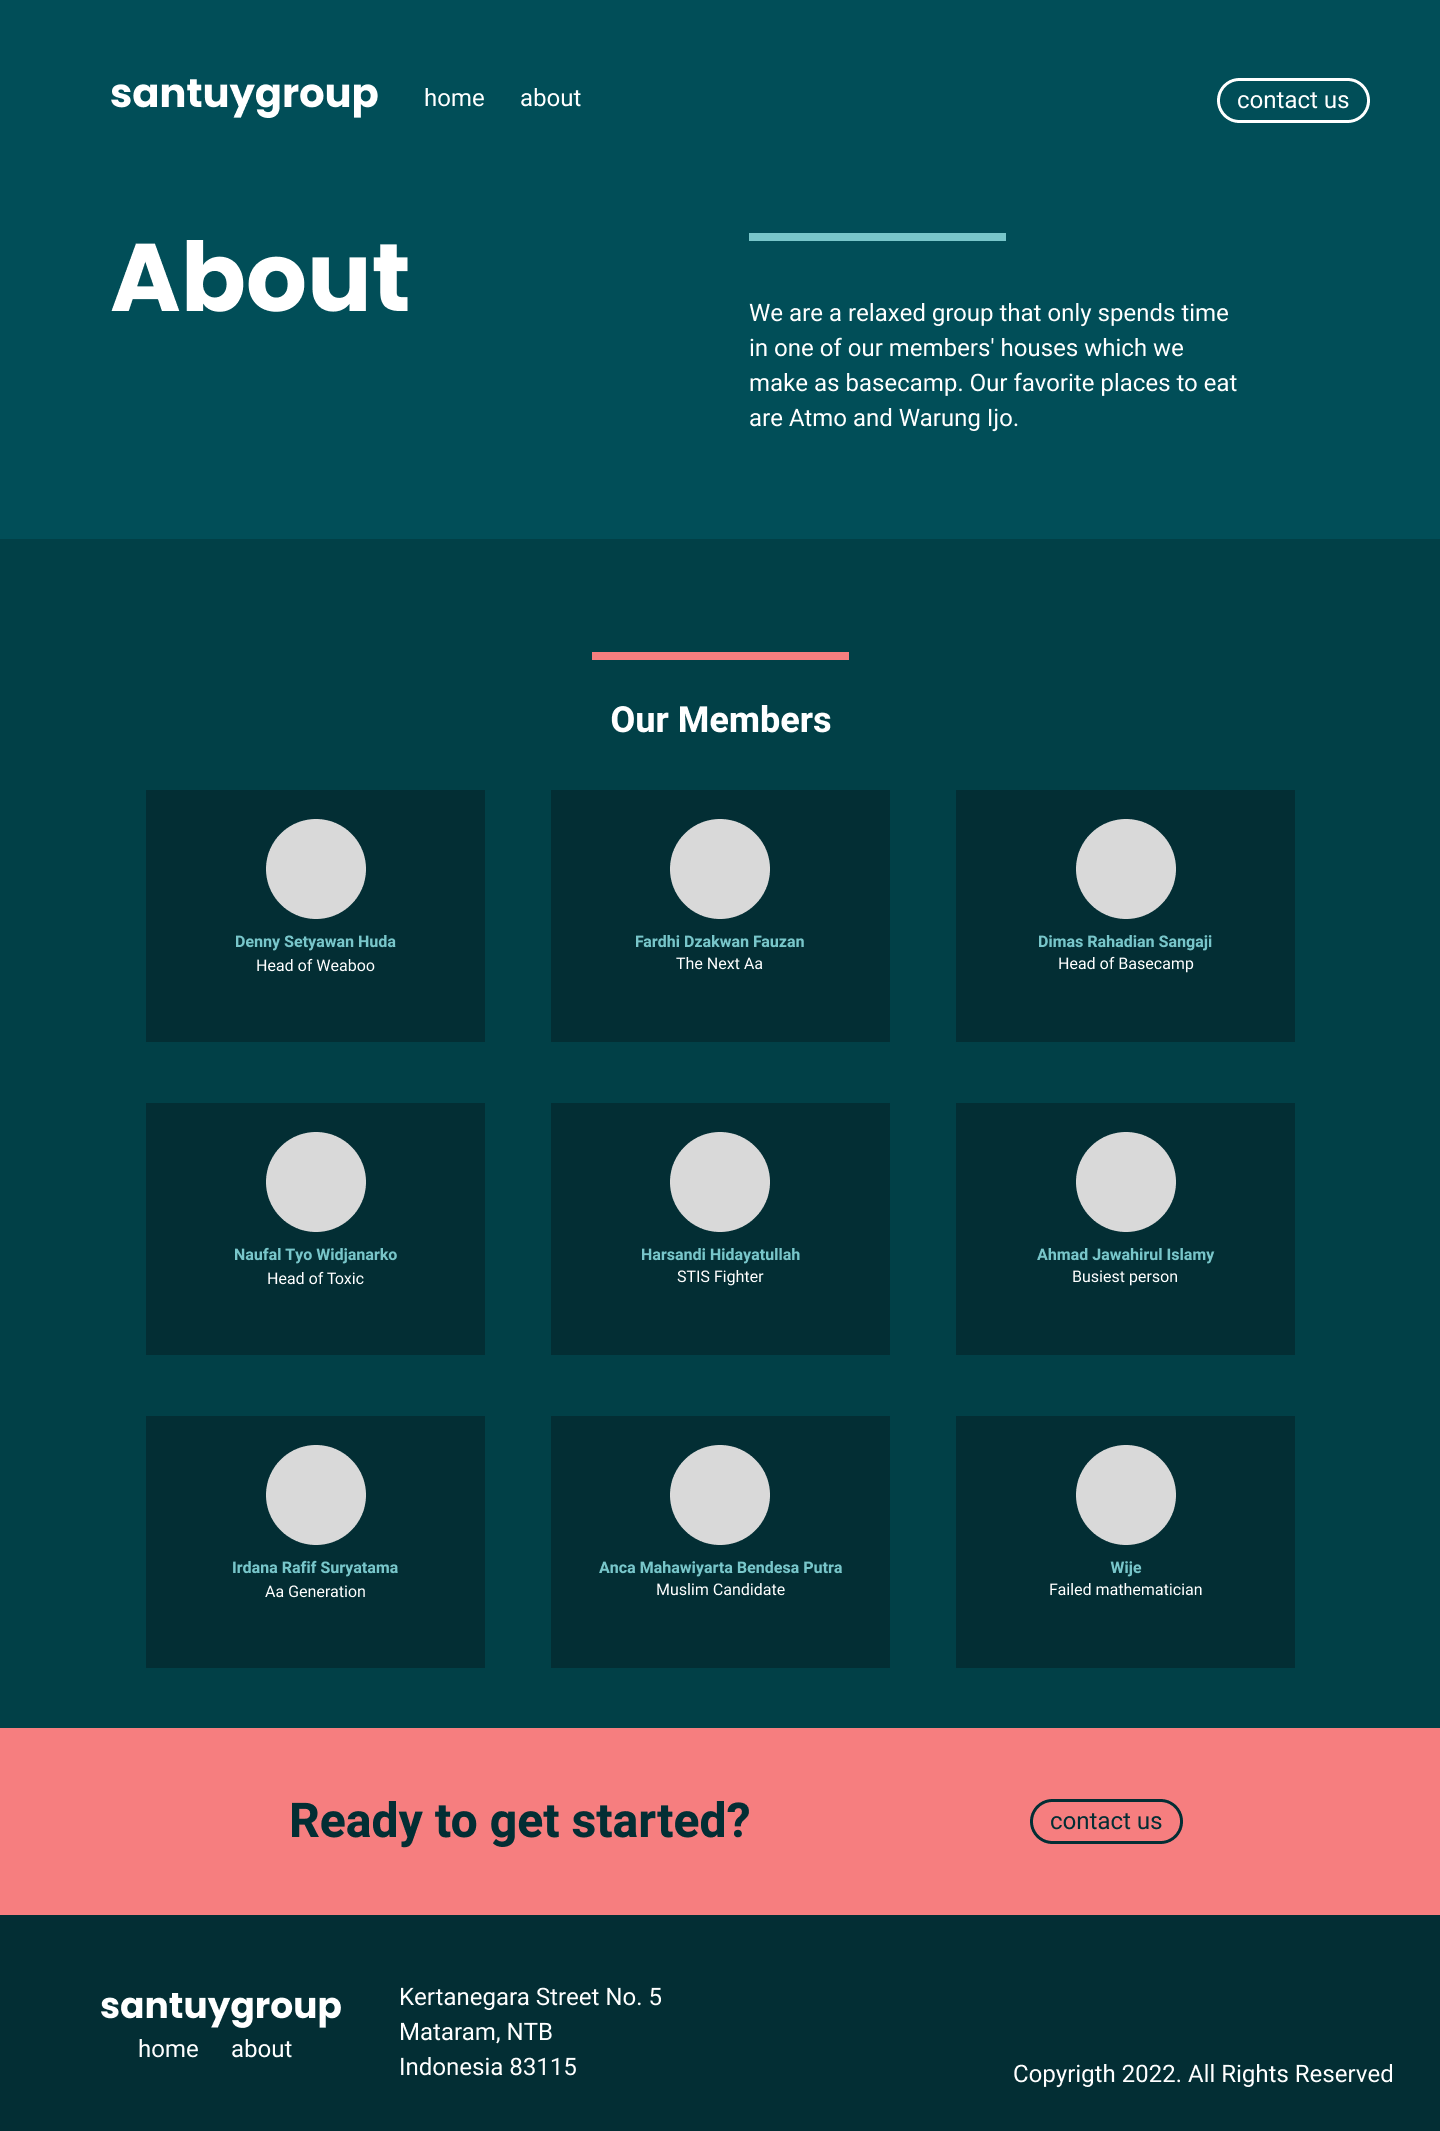 santuygroup
home
about
contact us
About
We are a relaxed group that only spends time
in one of our members' houses which we
make as basecamp. Our favorite places to eat
are Atmo and Warung Ijo.
Our Members
Denny Setyawan Huda
Head of Weaboo
Fardhi Dzakwan Fauzan
The Next Aa
Dimas Rahadian Sangaji
Head of Basecamp
Naufal Tyo Widjanarko
Head of Toxic
Harsandi Hidayatullah
STIS Fighter
Ahmad Jawahirul Islamy
Busiest person
Irdana Rafif Suryatama
Aa Generation
Anca Mahawiyarta Bendesa Putra
Muslim Candidate
Wije
Failed mathematician
Ready to get started?
contact us
santuygroup
home
about
Kertanegara Street No. 5
Mataram, NTB
Indonesia 83115
Copyrigth 2022. All Rights Reserved